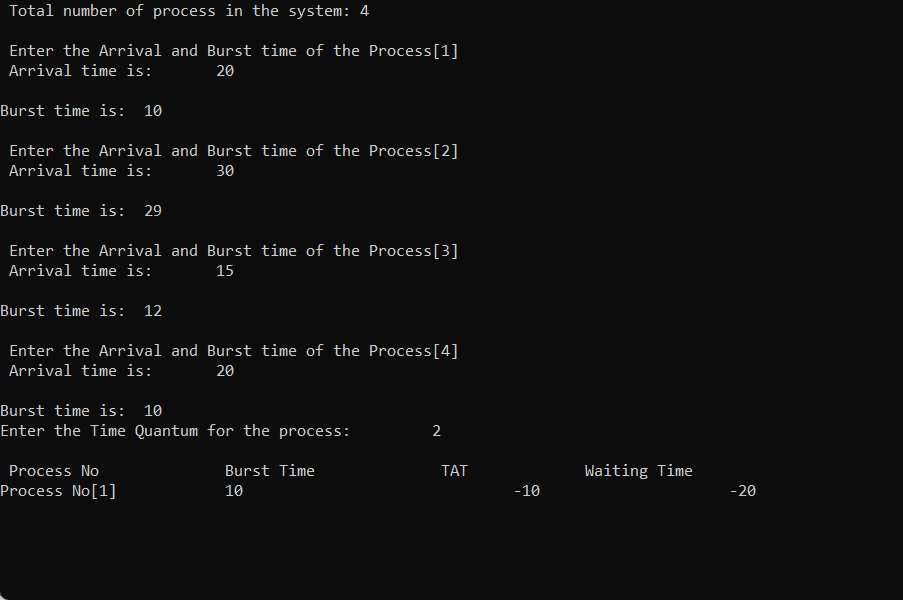 Total number of process in the system: 4
Enter the Arrival and Burst time of the Process[1]
Arrival time is: 20
Burst time is: 10
Enter the Arrival and Burst time of the Process[2]
Arrival time is: 30
Burst time is: 29
Enter the Arrival and Burst time of the Process[3]
Arrival time is: 15
Burst time is: 12
Enter the Arrival and Burst time of the Process[4]
Arrival time is: 20
Burst time is: 10
Enter the Time Quantum for the process: 2
Process No Burst Time TAT Waiting Time
Process No[1] 10 -10 -20